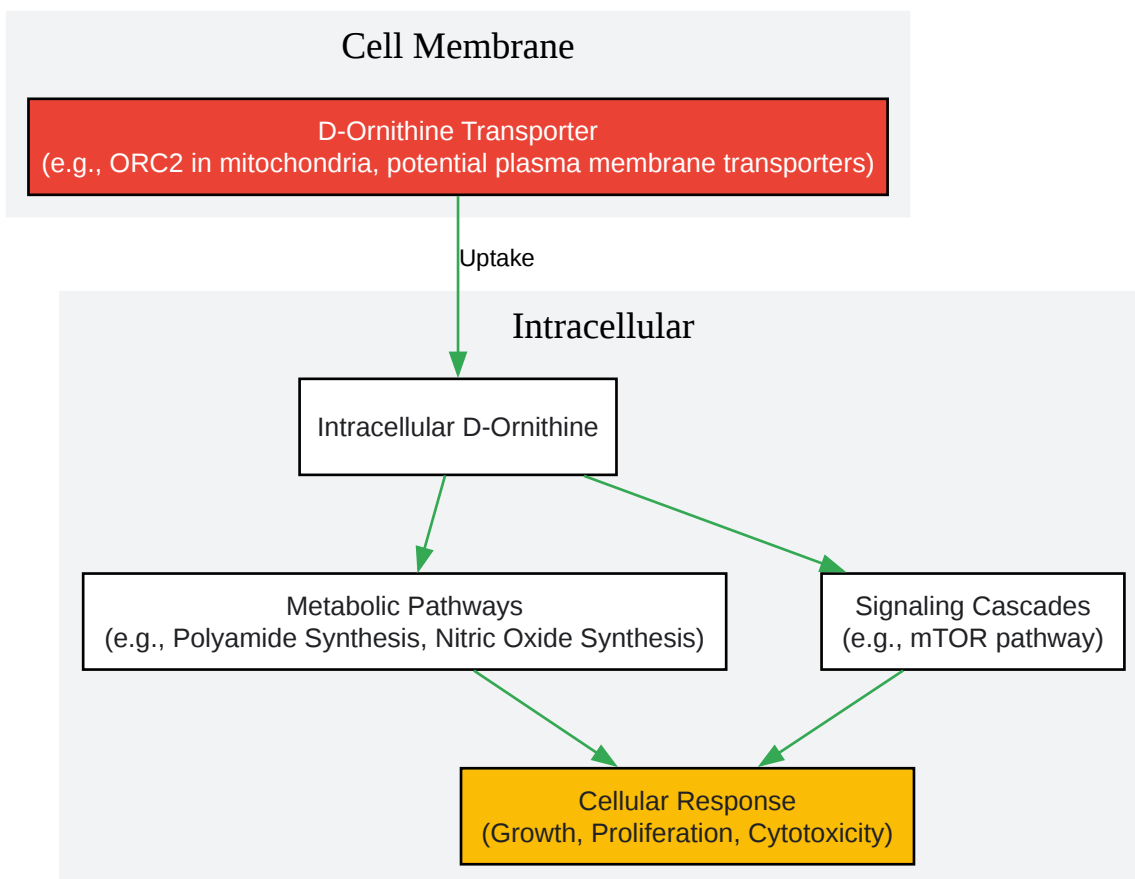 Cell Membrane
D-Ornithine Transporter
(e.g., ORC2 in mitochondria, potential plasma membrane transporters)
Uptake
Intracellular
Intracellular D-Ornithine
Metabolic Pathways
(e.g., Polyamide Synthesis, Nitric Oxide Synthesis)
Signaling Cascades
(e.g., mTOR pathway)
Cellular Response
(Growth, Proliferation, Cytotoxicity)